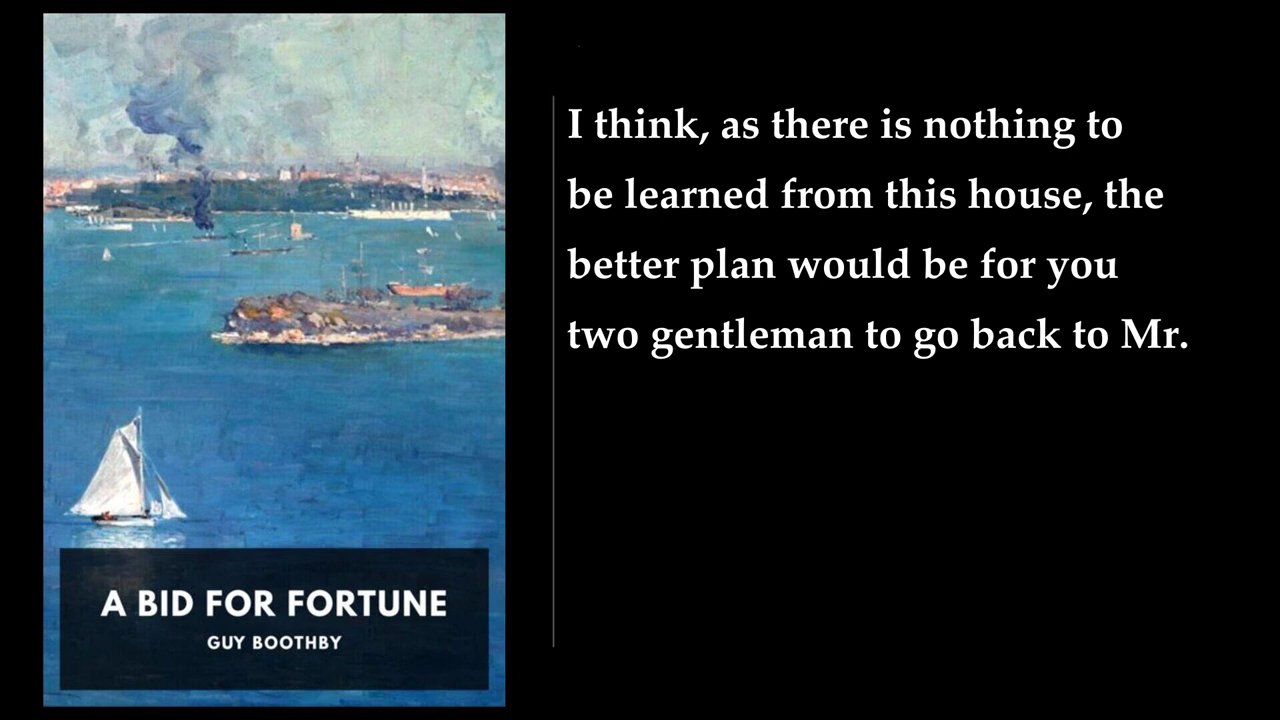 A BID FOR FORTUNE
GUY BOOTHBY
I think, as there is nothing to
be learned from this house, the
better plan would be for you
two gentleman to go back to Mr.